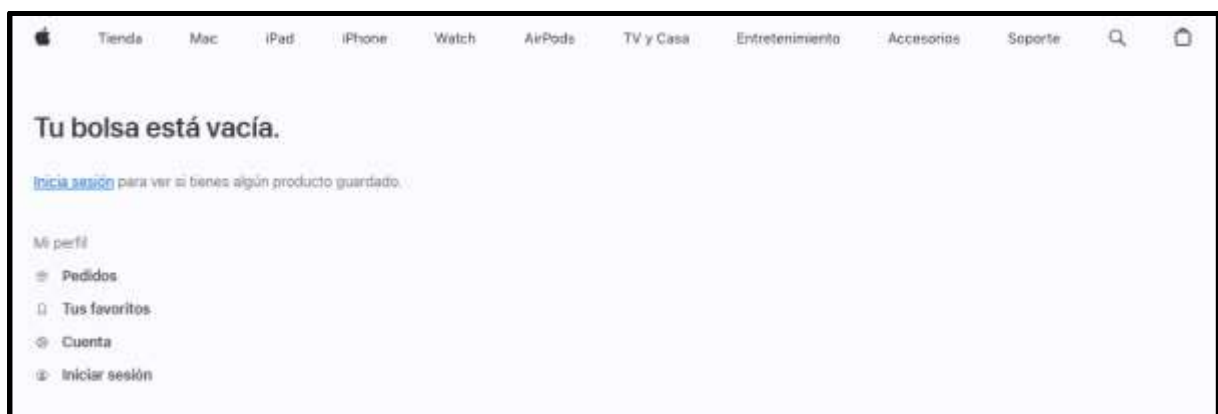 Tienda Mac iPad iPhone Watch AirPods TV y Casa Entretenimiento Accesorios Soporte
Tu bolsa está vacía.
Inicia sesión para ver si tienes algún producto guardado.
Mi perfil
Pedidos
Tus favoritos
Cuenta
Iniciar sesión